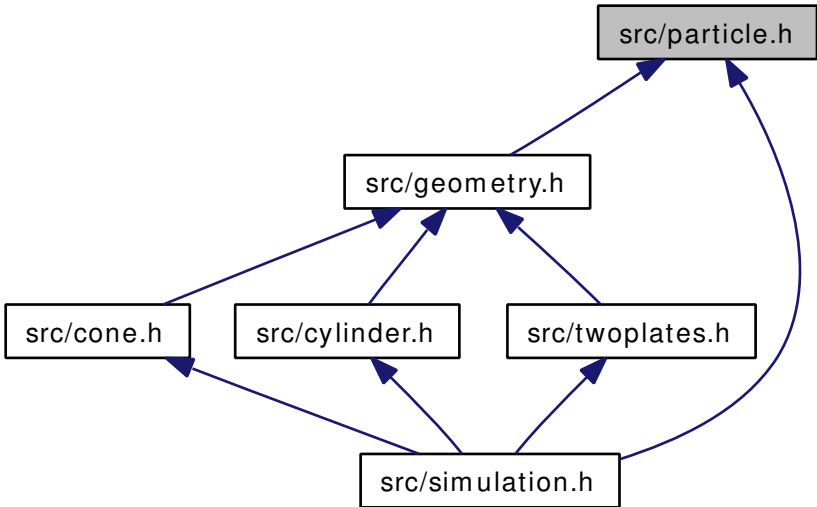 src/particle.h
src/geometry.h
src/cone.h
src/cylinder.h
src/twoplates.h
src/simulation.h